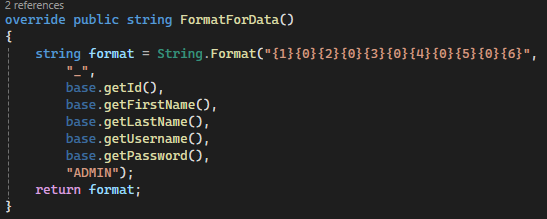 2 references
override public string FormatForData()
{
string format = String.Format("{1}{0}{2}{0}{3}{0}{4}{0}{5}{0}{6}",
"_",
base.getId(),
base.getFirstName(),
base.getLastName(),
base.getUsername(),
base.getPassword(),
"ADMIN");
return format;
}